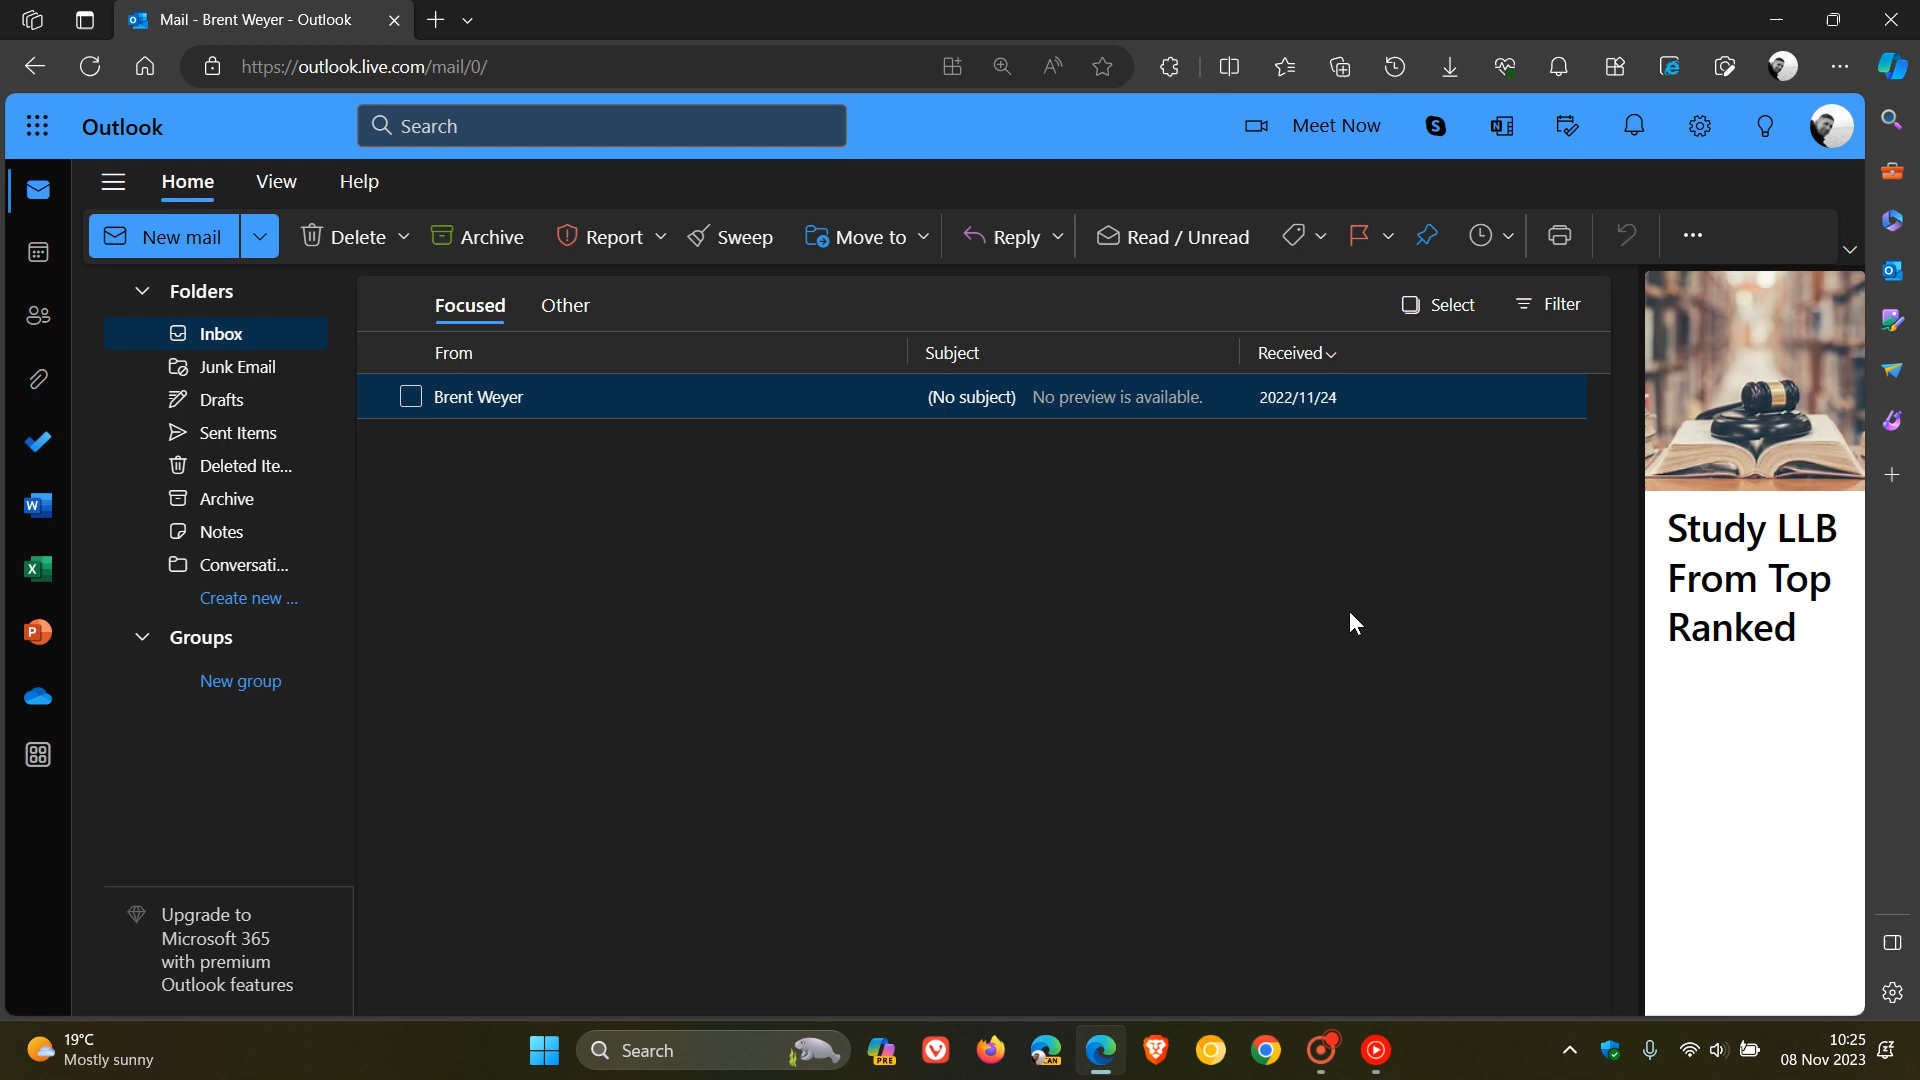 Mail - Brent Weyer - Outlook
https://outlook.live.com/mail/0/
Outlook
Search
Meet Now
Home View Help
New mail Delete Archive Report Sweep Move to Reply Read / Unread
Folders
Inbox
Junk Email
Drafts
Sent Items
Deleted Ite...
Archive
Notes
Conversati...
Create new ...
Groups
New group
Upgrade to
Microsoft 365
with premium
Outlook features
Focused Other Select Filter
From Subject Received
Brent Weyer (No subject) No preview is available. 2022/11/24
Study LLB
From Top
Ranked
19°C
Mostly sunny
Search
PRE
CAN
10:25
08 Nov 2023